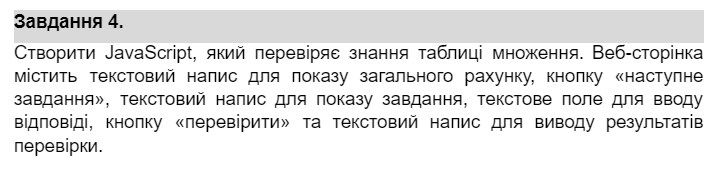 Завдання 4.
Створити JavaScript, який перевіряє знання таблиці множення. Веб-сторінка
містить текстовий напис для показу загального рахунку, кнопку «наступне
завдання», текстовий напис для показу завдання, текстове поле для вводу
відповіді, кнопку «перевірити» та текстовий напис для виводу результатів
перевірки.